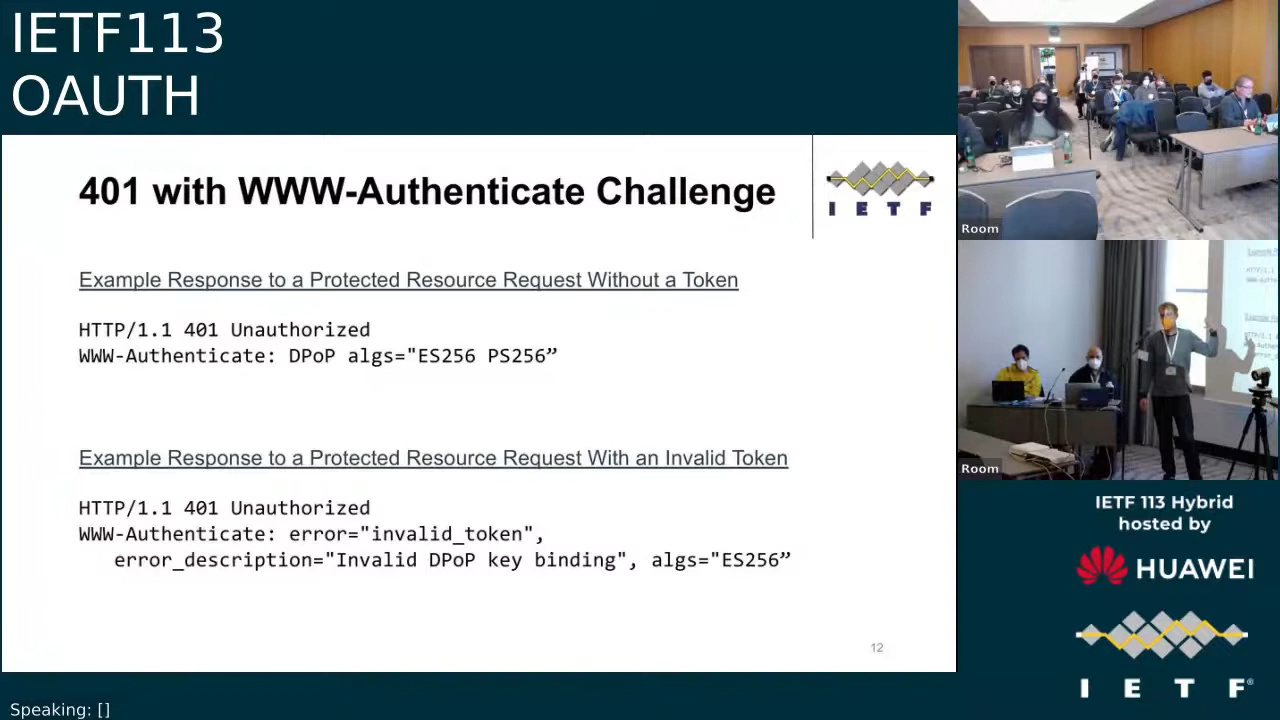 IETF113
OAUTH
401 with WWW-Authenticate Challenge
I E T F
Example Response to a Protected Resource Request Without a Token
HTTP/1.1 401 Unauthorized
WWW-Authenticate: DPoP algs="ES256 PS256”
Example Response to a Protected Resource Request With an Invalid Token
HTTP/1.1 401 Unauthorized
WWW-Authenticate: error="invalid_token",
error_description="Invalid DPoP key binding", algs="ES256”
12
Room
Room
IETF 113 Hybrid
hosted by
HUAWEI
I E T F®
Speaking: []